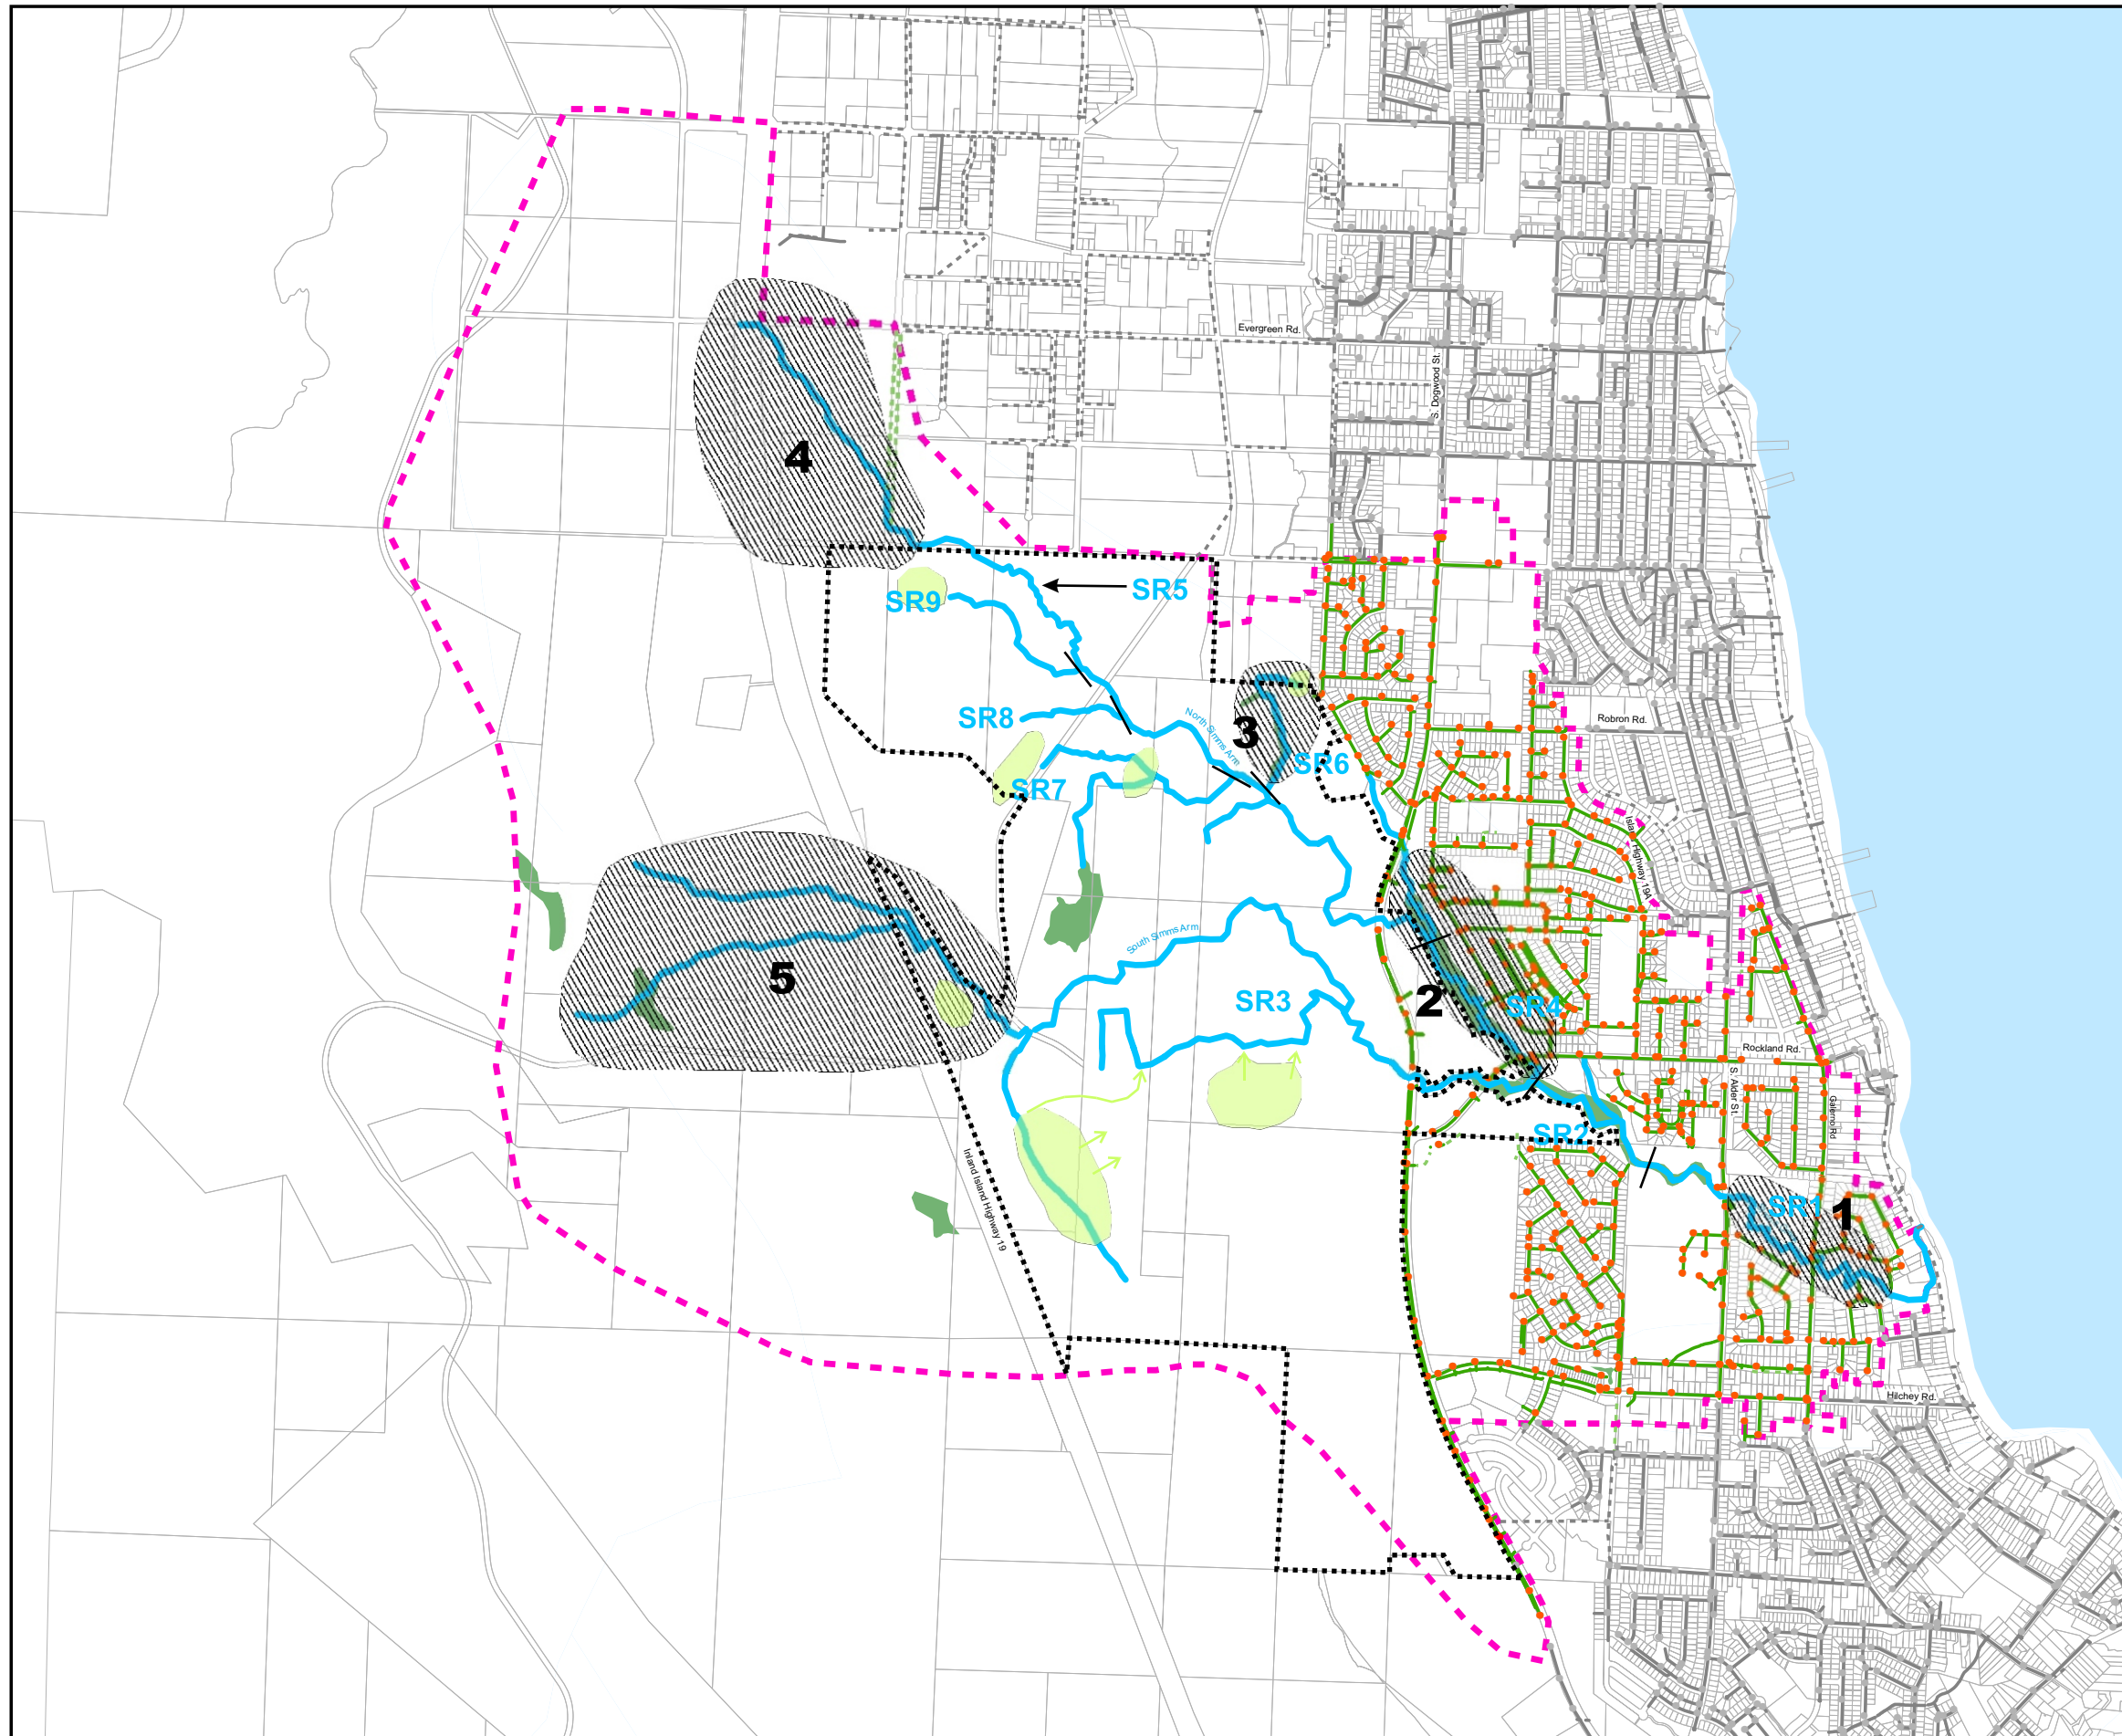 Evergreen Rd.
S. Dogwood St.
4
SR9
SR5
SR8
North Simms Arm
3
SR6
SR7
Robron Rd.
Island Highway 19A
5
South Simms Arm
SR3
2
SR4
Rockland Rd.
S. Alder St.
Galerno Rd
SR2
Inland Island Highway 19
SR1
1
Hilchey Rd.